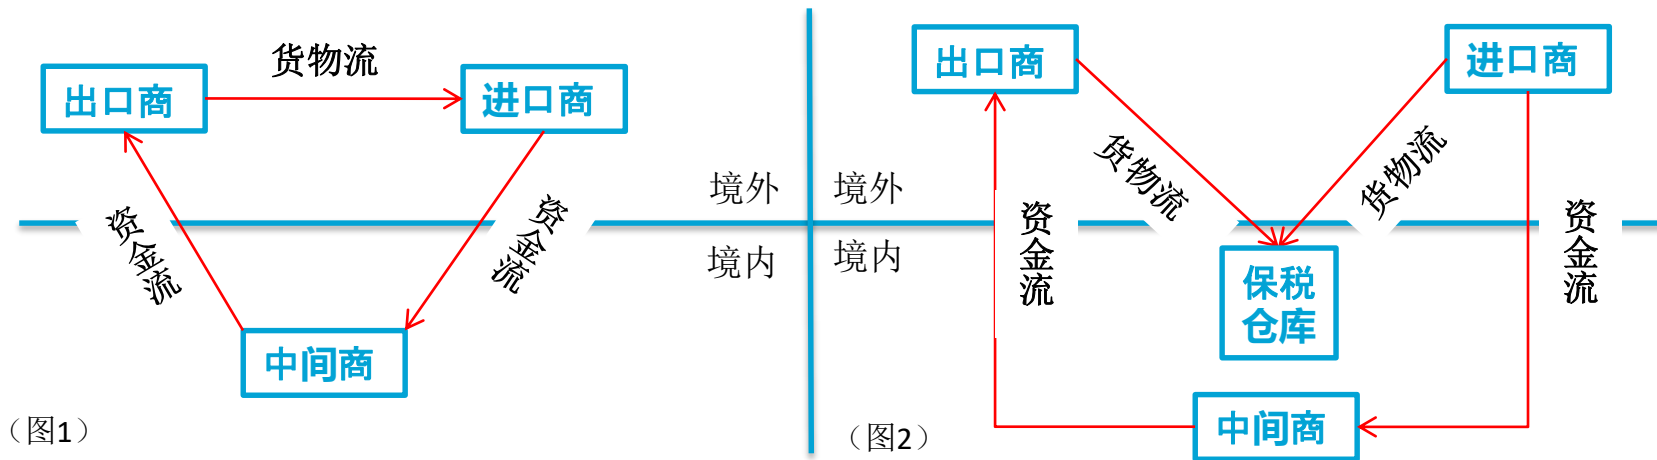 货物流
出口商
进口商
境外
资金流
资金流
境内
中间商
（图1）
出口商
进口商
货物流
货物流
境外
资金流
资金流
境内
保税
仓库
中间商
（图2）